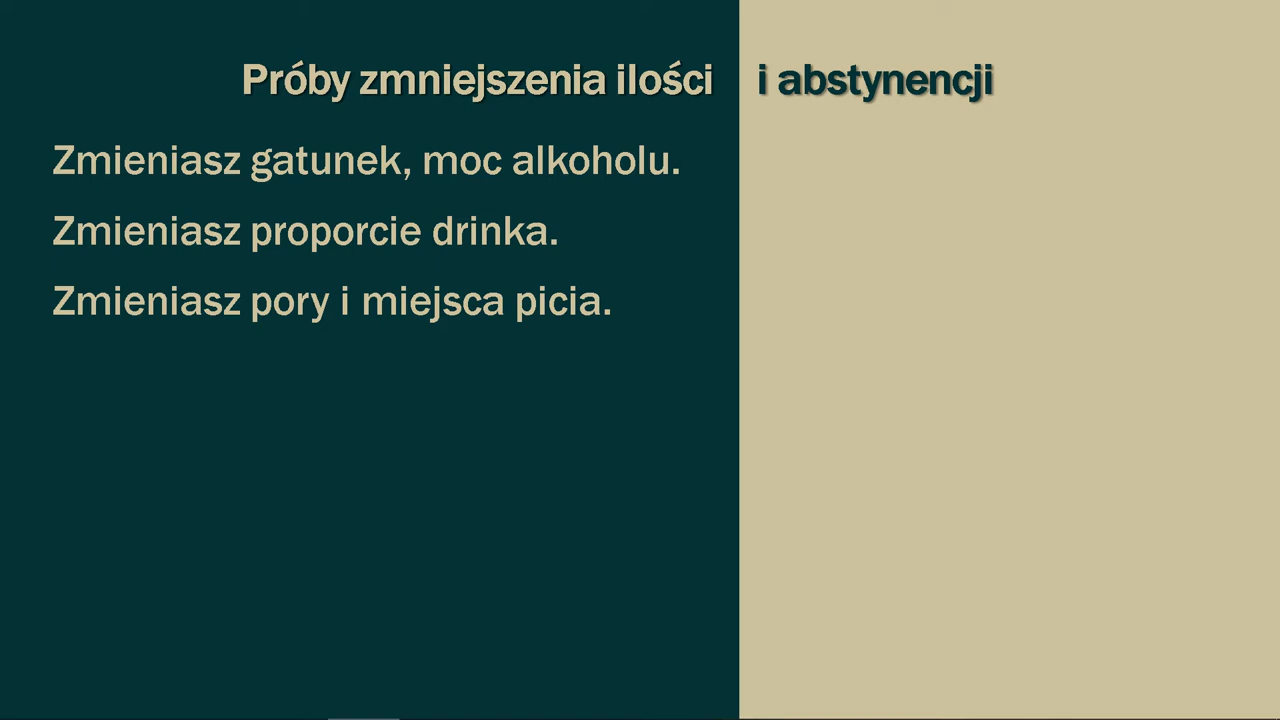 Próby zmniejszenia ilości i abstynencji
Zmieniasz gatunek, moc alkoholu.
Zmieniasz proporcie drinka.
Zmieniasz pory i miejsca picia.